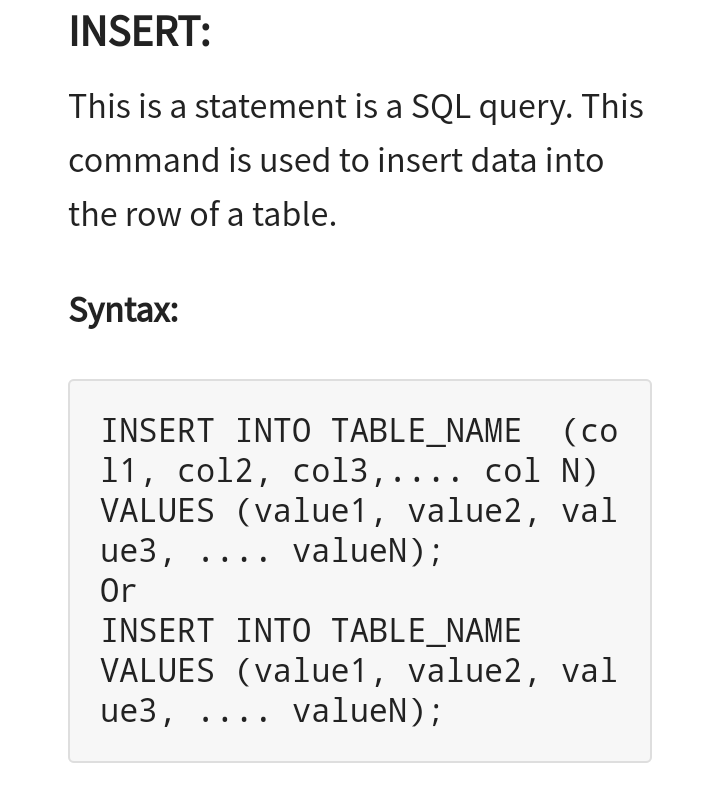 INSERT:
This is a statement is a SQL query. This
command is used to insert data into
the row of a table.
Syntax:
INSERT INTO TABLE_NAME  (co
l1, col2, col3,.... col N)
VALUES (value1, value2, val
ue3, .... valueN);
Or
INSERT INTO TABLE_NAME
VALUES (value1, value2, val
ue3, .... valueN);